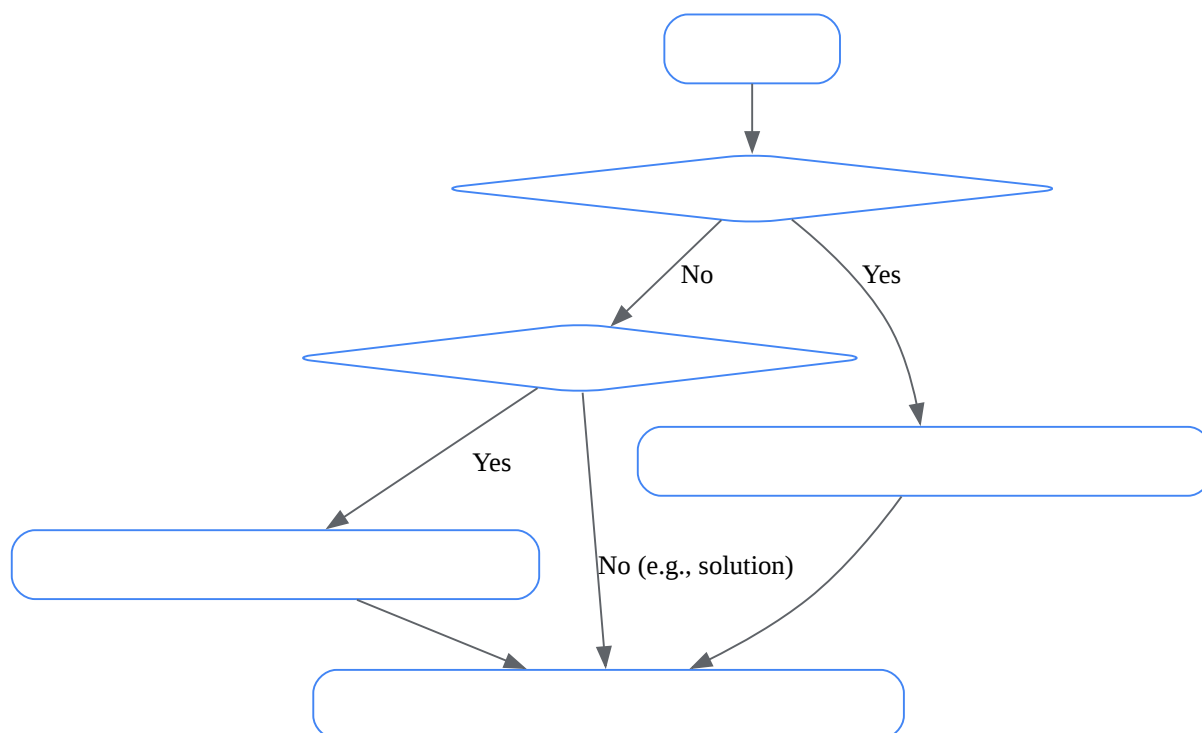 No
Yes
Yes
No (e.g., solution)